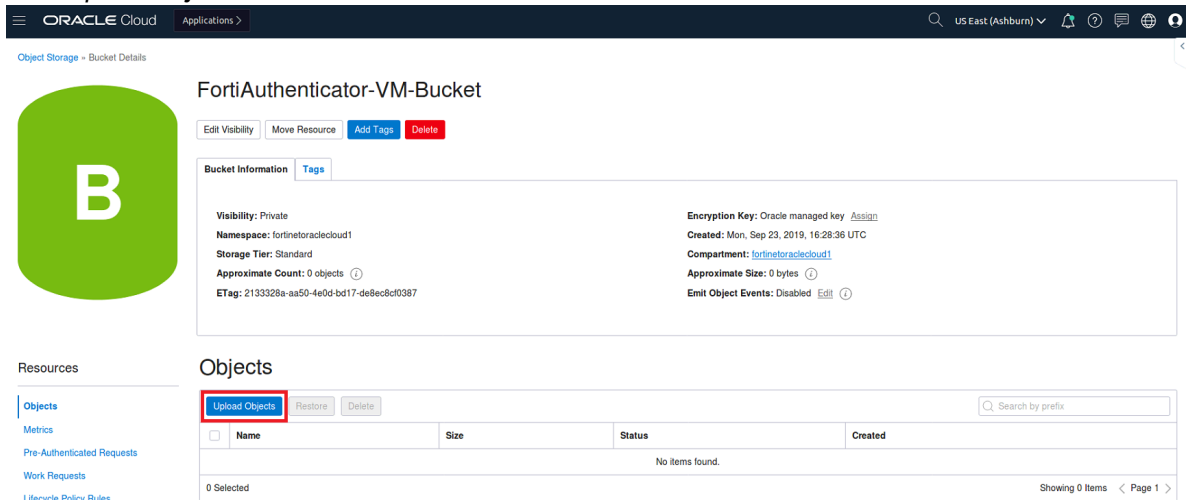 ORACLE Cloud Applications > US East (Ashburn)
Object Storage » Bucket Details
B
FortiAuthenticator-VM-Bucket
Edit Visibility Move Resource Add Tags Delete
Bucket Information Tags
Visibility: Private
Namespace: fortinetoraclecloud1
Storage Tier: Standard
Approximate Count: 0 objects
ETag: 2133328a-aa50-4e0d-bd17-de8ec8cf0387
Encryption Key: Oracle managed key Assign
Created: Mon, Sep 23, 2019, 16:28:36 UTC
Compartment: fortinetoraclecloud1
Approximate Size: 0 bytes
Emit Object Events: Disabled Edit
Resources
Objects
Metrics
Pre-Authenticated Requests
Work Requests
Lifecycle Policy Rules
Objects
Upload Objects Restore Delete Search by prefix
Name Size Status Created
No items found.
0 Selected Showing 0 Items < Page 1 >